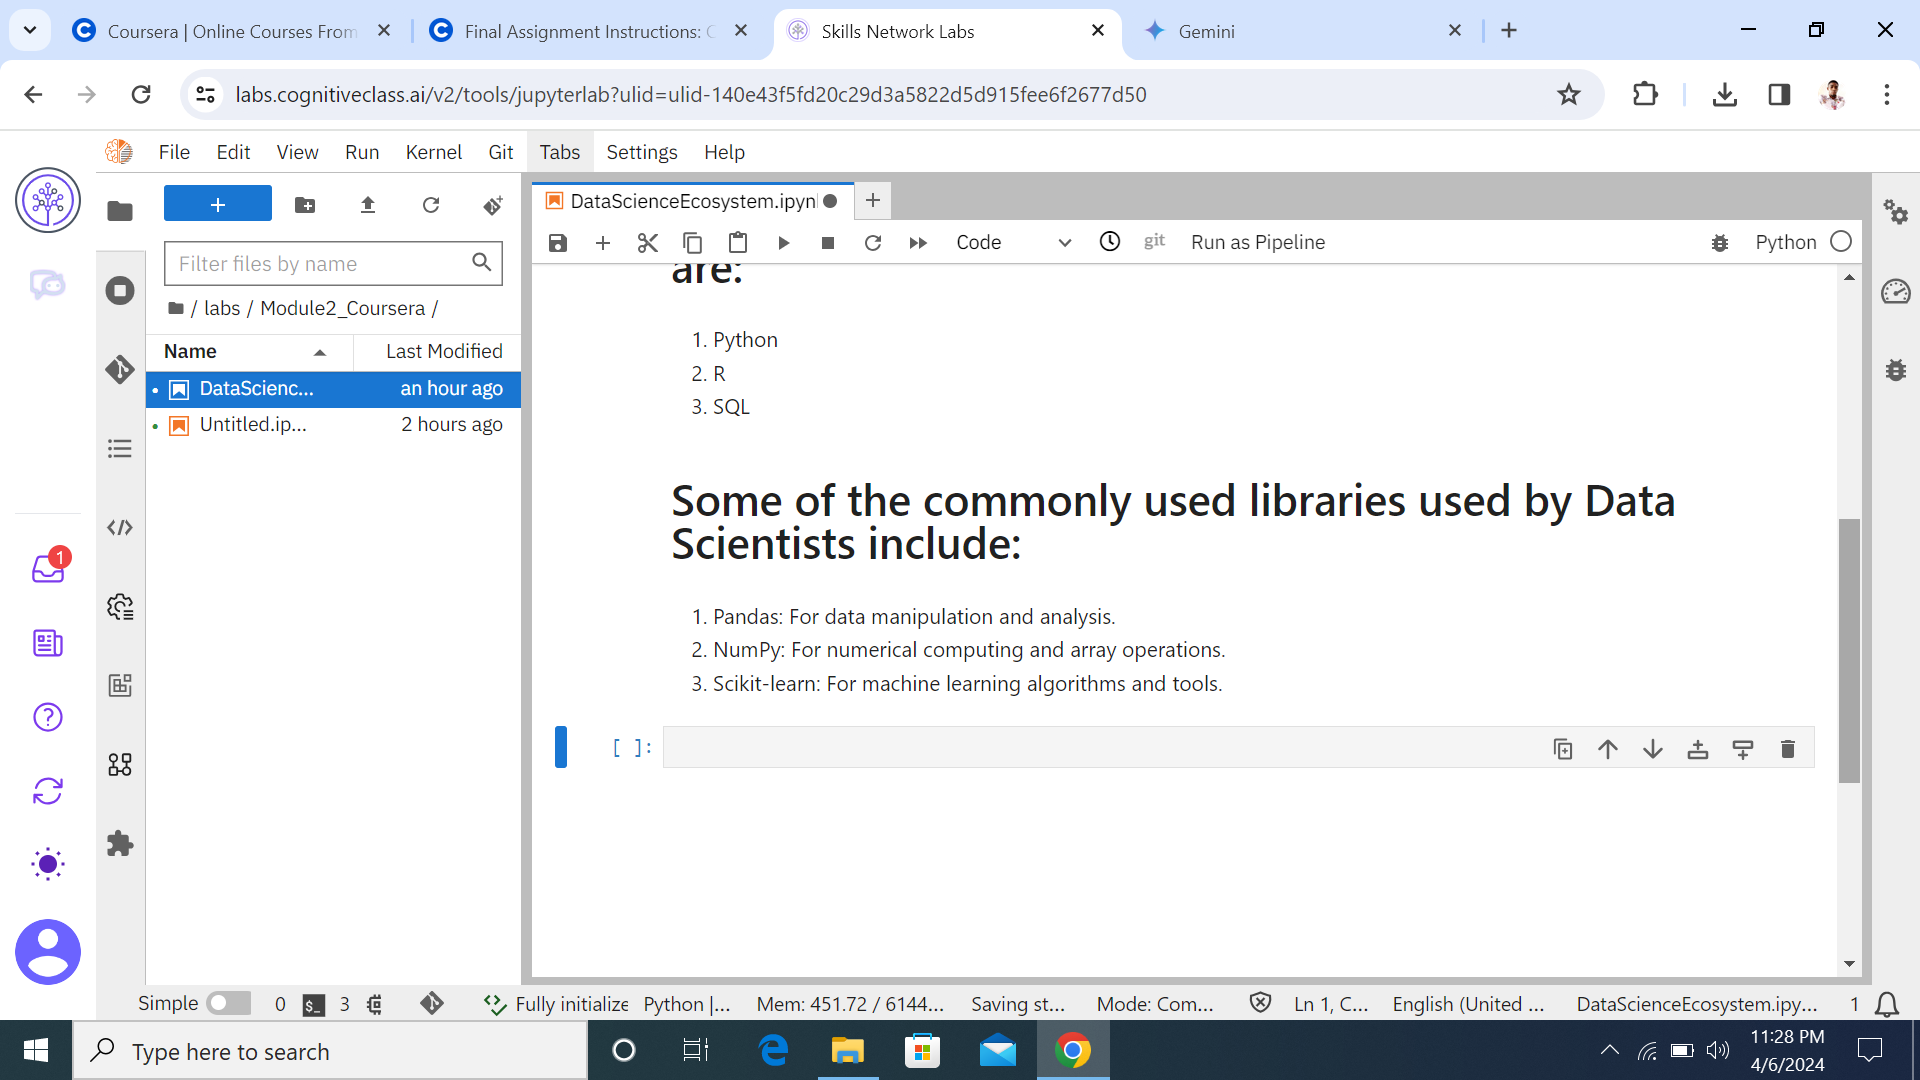 Coursera | Online Courses From
Final Assignment Instructions: C
Skills Network Labs
Gemini
labs.cognitiveclass.ai/v2/tools/jupyterlab?ulid=ulid-140e43f5fd20c29d3a5822d5d915fee6f2677d50
File Edit View Run Kernel Git Tabs Settings Help
DataScienceEcosystem.ipyn
Code
git
Run as Pipeline
Python
Filter files by name
/ labs / Module2_Coursera /
Name Last Modified
DataScienc... an hour ago
Untitled.ip... 2 hours ago
1
are:
1. Python
2. R
3. SQL
Some of the commonly used libraries used by Data
Scientists include:
1. Pandas: For data manipulation and analysis.
2. NumPy: For numerical computing and array operations.
3. Scikit-learn: For machine learning algorithms and tools.
[ ]:
Simple 0 $_ 3 Fully initialize Python |... Mem: 451.72 / 6144... Saving st... Mode: Com... Ln 1, C... English (United ... DataScienceEcosystem.ipy... 1
Type here to search
11:28 PM
4/6/2024